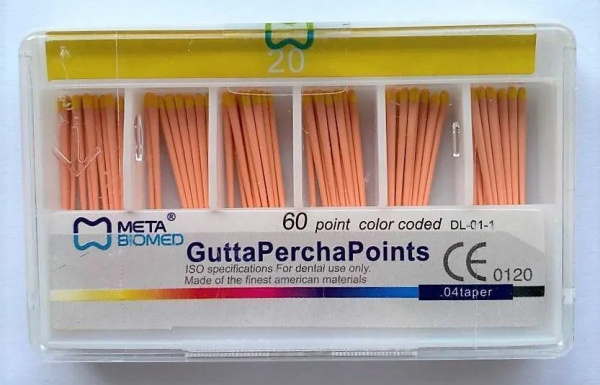 20
META®
BIOMED
60 point color coded DL-01-1
GuttaPerchaPoints
ISO specifications For dental use only.
Made of the finest american materials
CE 0120
.04taper